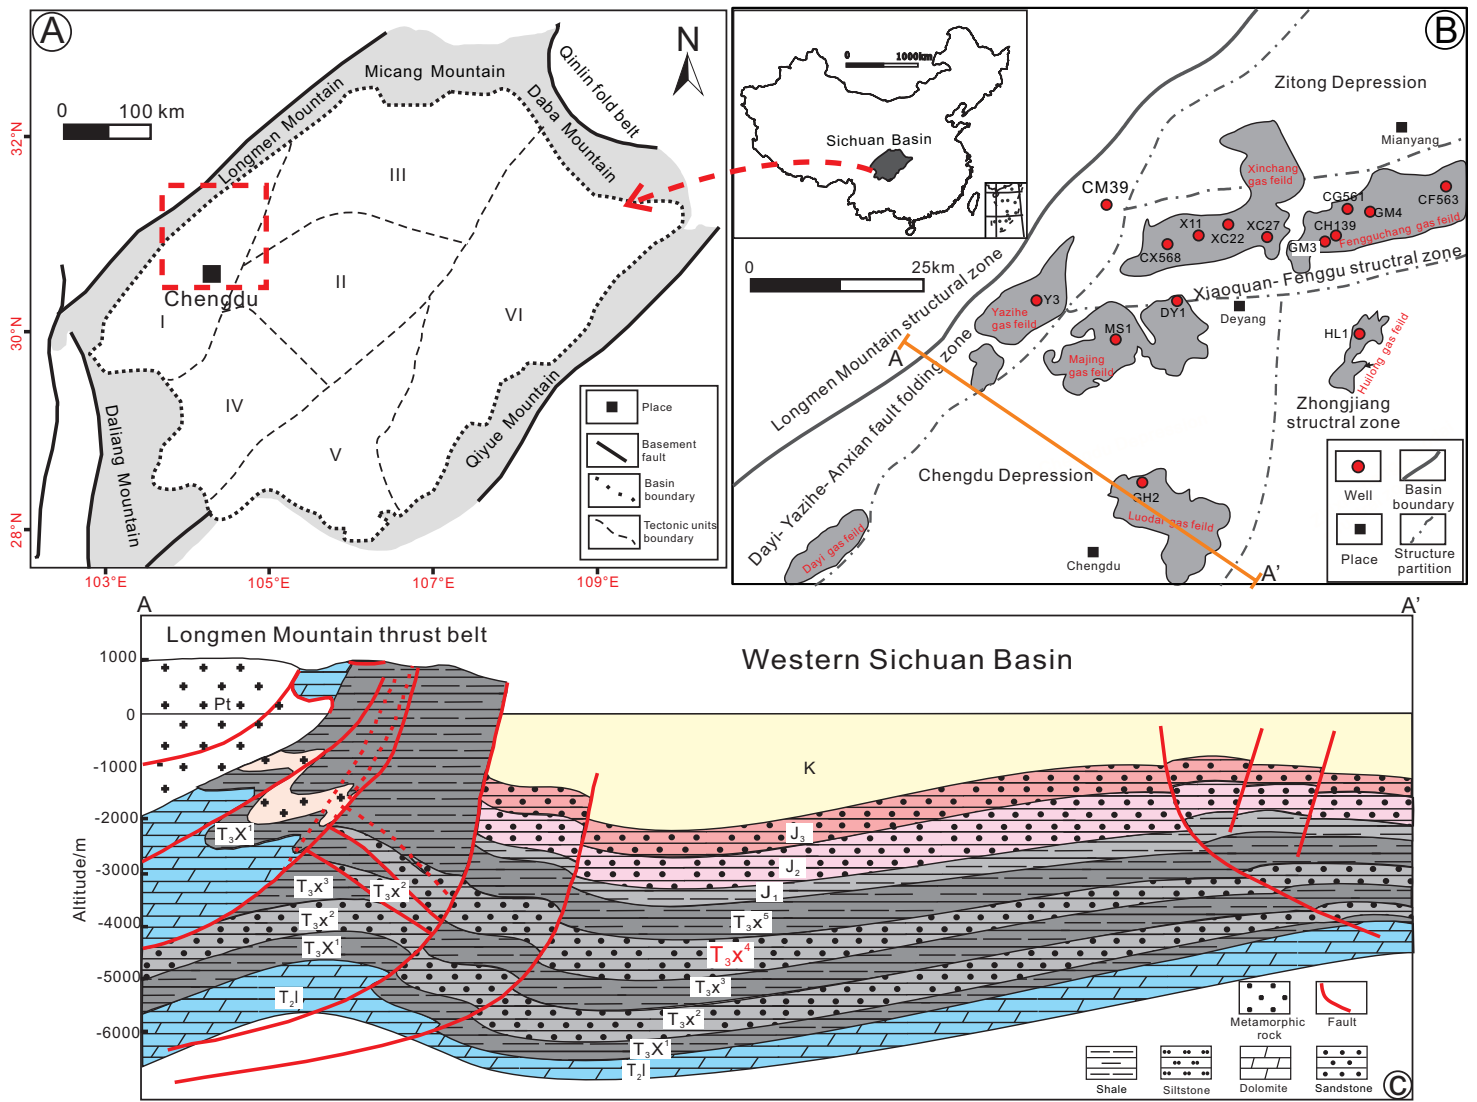 A
Micang Mountain
N
0 100 km
Longmen Mountain
Daba Mountain
Qinlin fold belt
32°N
30°N
28°N
III
II
I
VI
IV
V
Chengdu
Daliang Mountain
Qiyue Mountain
Place
Basement
fault
Basin
boundary
Tectonic units
boundary
103°E
105°E
107°E
109°E
B
0 1000km
Sichuan Basin
Zitong Depression
Mianyang
Xinchang
gas feild
CM39
CG561
CF563
GM4
X11
XC22
XC27
CH139
Fengguchang gas feild
GM3
CX568
0 25km
Xiaoquan- Fenggu structral zone
Longmen Mountain structural zone
Y3
Yazihe
gas feild
DY1
Deyang
MS1
Majing
gas feild
HL1
Huilong gas feild
A
Zhongjiang
structral zone
Dayi- Yazihe- Anxian fault folding zone
Chengdu Depression
GH2
Luodai gas feild
Dayi gas feild
Chengdu
A’
Well
Basin
boundary
Place
Structure
partition
A
A’
Longmen Mountain thrust belt
Western Sichuan Basin
1000
0
-1000
-2000
-3000
-4000
-5000
-6000
Altitude/m
Pt
K
T₃X¹
J₃
J₂
J₁
T₃x³
T₃x²
T₃x²
T₃X¹
T₃x⁵
T₃x⁴
T₃x³
T₃x²
T₃X¹
T₂l
T₂l
Metamorphic
rock
Fault
Shale
Siltstone
Dolomite
Sandstone
C